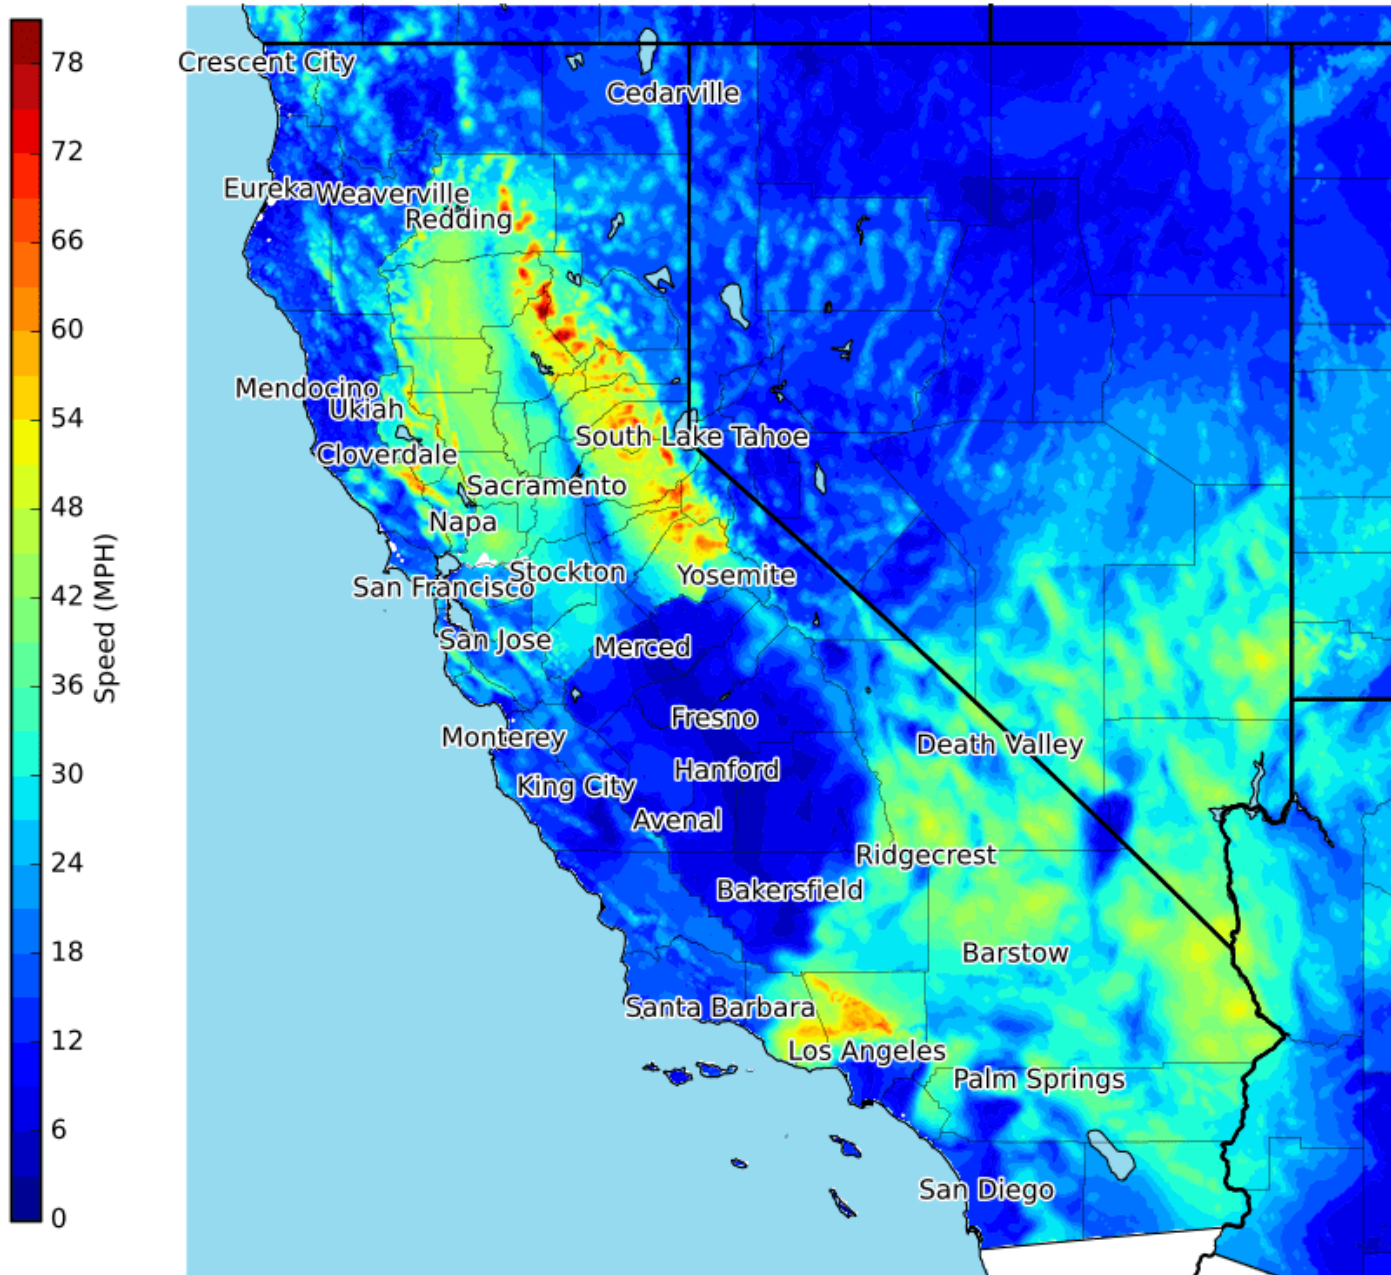 78
72
66
60
54
48
42
36
30
24
18
12
6
0
Speed (MPH)
Crescent City
Cedarville
Eureka
Weaverville
Redding
Mendocino
Ukiah
South Lake Tahoe
Cloverdale
Sacramento
Napa
Stockton
Yosemite
San Francisco
San Jose
Merced
Fresno
Monterey
Death Valley
Hanford
King City
Avenal
Ridgecrest
Bakersfield
Barstow
Santa Barbara
Los Angeles
Palm Springs
San Diego